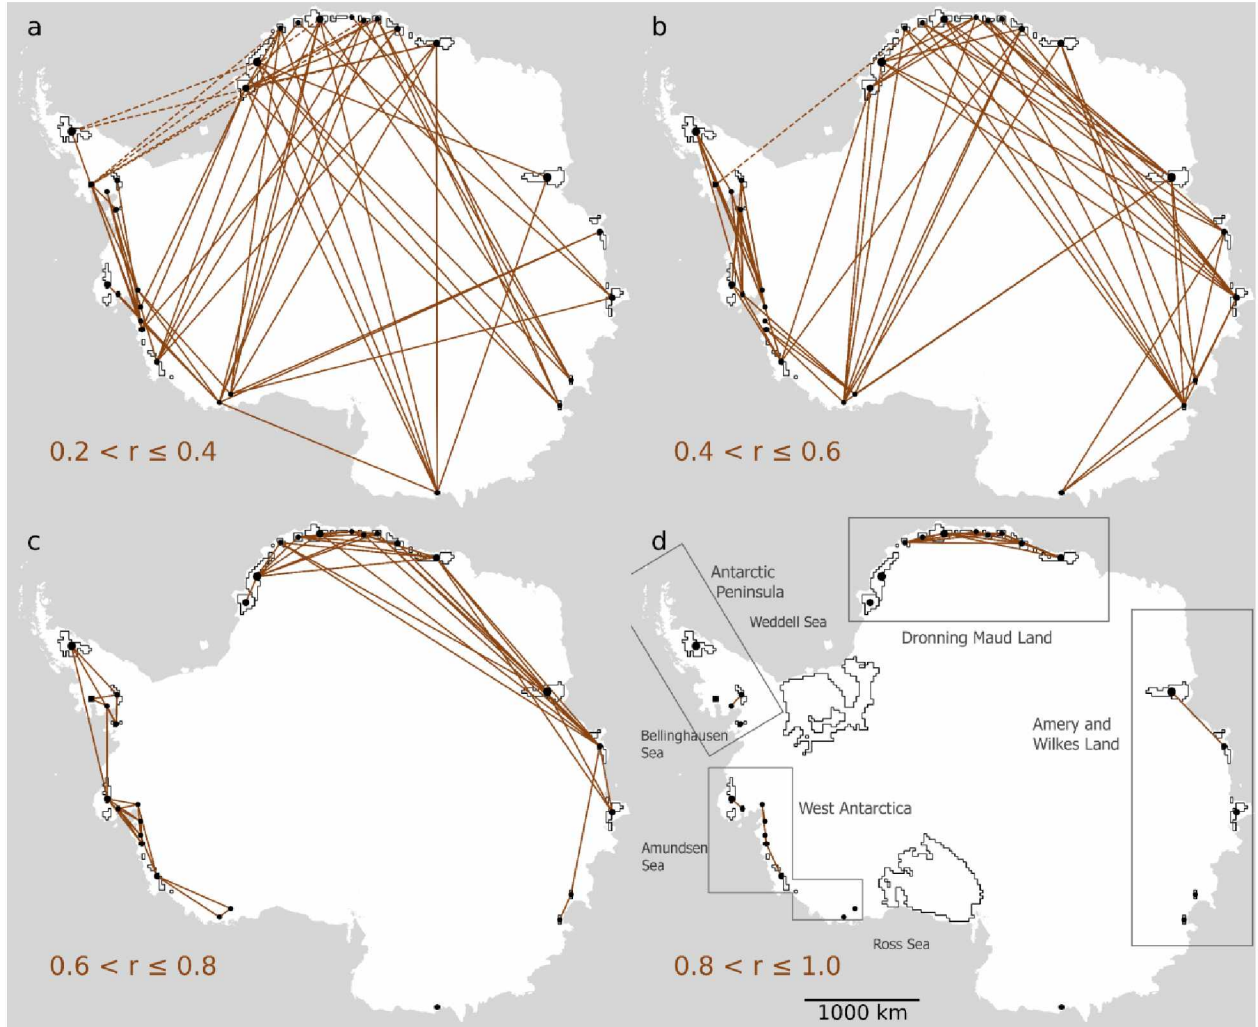 a
b
0.2 < r ≤ 0.4
0.4 < r ≤ 0.6
c
d
Antarctic
Peninsula
Weddell Sea
Dronning Maud Land
Bellinghausen
Sea
Amery and
Wilkes Land
West Antarctica
Amundsen
Sea
Ross Sea
0.6 < r ≤ 0.8
0.8 < r ≤ 1.0
1000 km